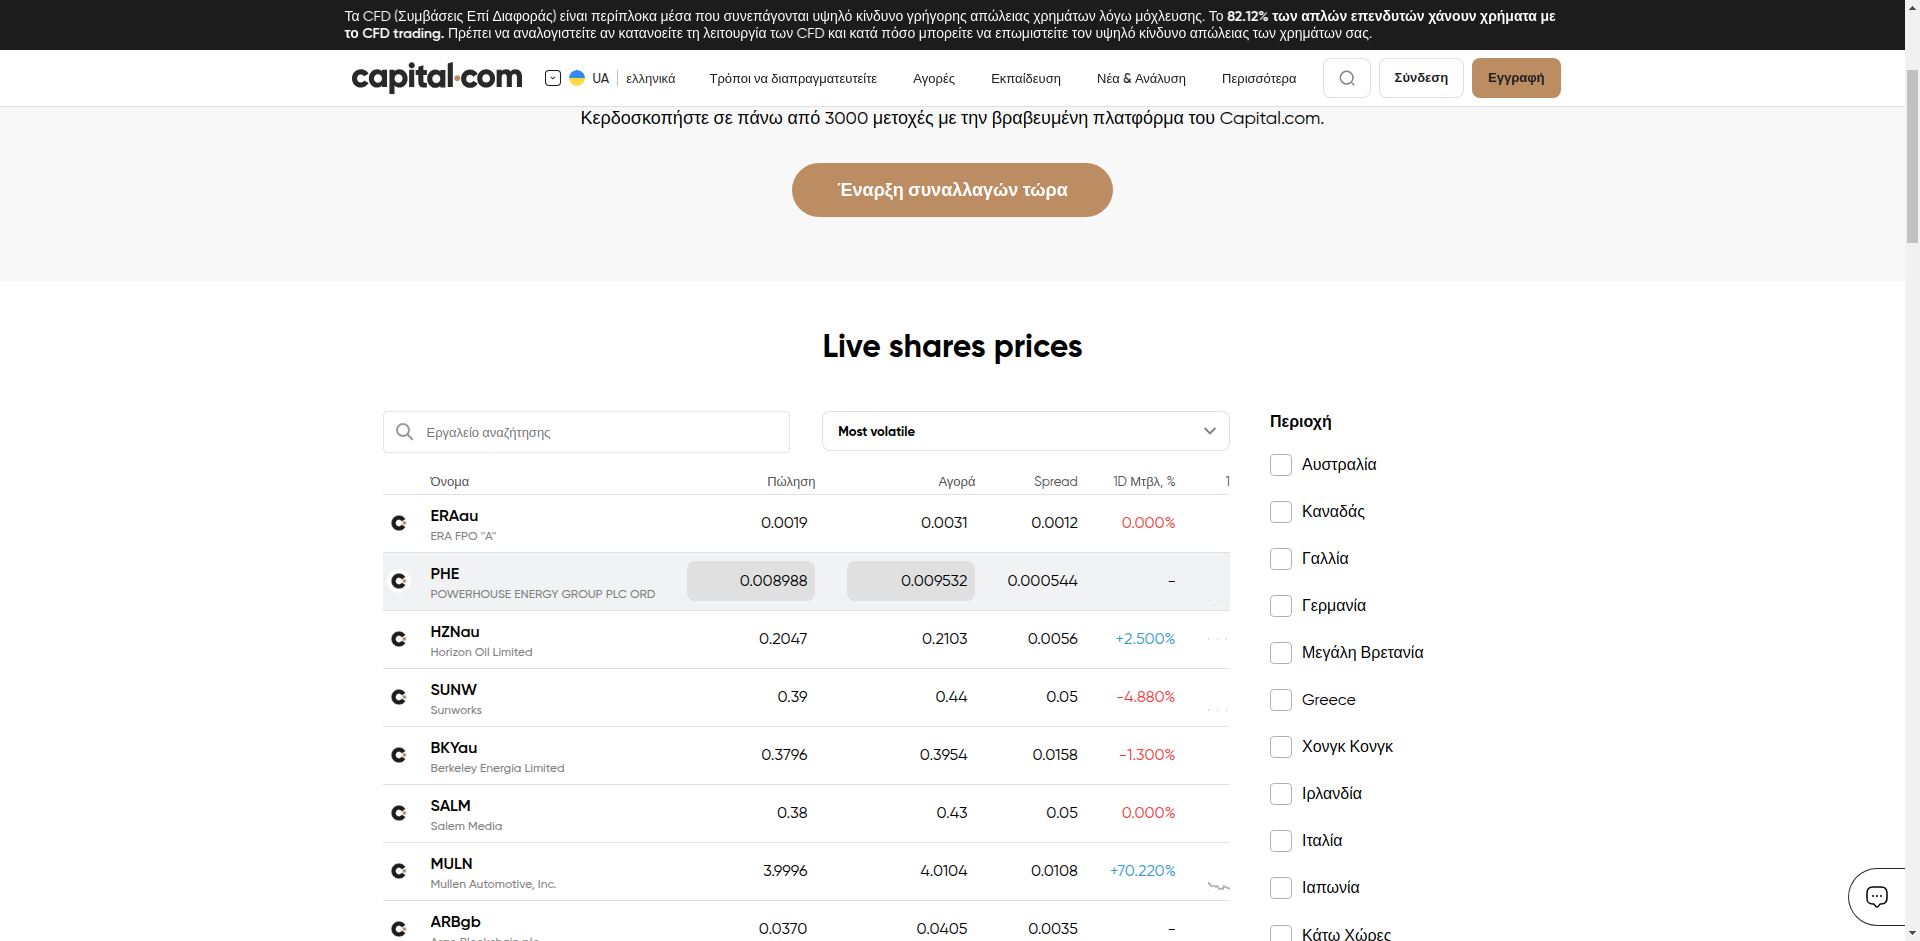 Τα CFD (Συμβάσεις Επί Διαφοράς) είναι περίπλοκα μέσα που συνεπάγονται υψηλό κίνδυνο γρήγορης απώλειας χρημάτων λόγω μόχλευσης. Το 82.12% των απλών επενδυτών χάνουν χρήματα με
το CFD trading. Πρέπει να αναλογιστείτε αν κατανοείτε τη λειτουργία των CFD και κατά πόσο μπορείτε να επωμιστείτε τον υψηλό κίνδυνο απώλειας των χρημάτων σας.
capital.com UA ελληνικά Τρόποι να διαπραγματευτείτε Αγορές Εκπαίδευση Νέα & Ανάλυση Περισσότερα Σύνδεση Εγγραφή
Κερδοσκοπήστε σε πάνω από 3000 μετοχές με την βραβευμένη πλατφόρμα του Capital.com.
Έναρξη συναλλαγών τώρα
Live shares prices
Εργαλείο αναζήτησης
Most volatile
Όνομα Πώληση Αγορά Spread 1D Μτβλ, % 1
ERAau 0.0019 0.0031 0.0012 0.000%
ERA FPO "A"
PHE 0.008988 0.009532 0.000544 -
POWERHOUSE ENERGY GROUP PLC ORD
HZNau 0.2047 0.2103 0.0056 +2.500%
Horizon Oil Limited
SUNW 0.39 0.44 0.05 -4.880%
Sunworks
BKYau 0.3796 0.3954 0.0158 -1.300%
Berkeley Energia Limited
SALM 0.38 0.43 0.05 0.000%
Salem Media
MULN 3.9996 4.0104 0.0108 +70.220%
Mullen Automotive, Inc.
ARBgb 0.0370 0.0405 0.0035 -
Περιοχή
Αυστραλία
Καναδάς
Γαλλία
Γερμανία
Μεγάλη Βρετανία
Greece
Χονγκ Κονγκ
Ιρλανδία
Ιταλία
Ιαπωνία
Κάτω Χώρες